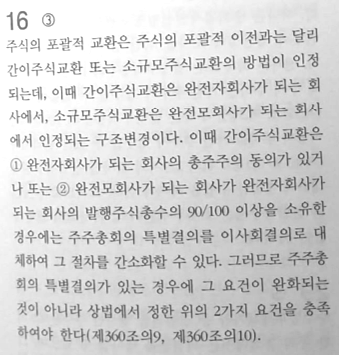 16 ③
주식의 포괄적 교환은 주식의 포괄적 이전과는 달리
간이주식교환 또는 소규모주식교환의 방법이 인정
되는데, 이때 간이주식교환은 완전자회사가 되는 회
사에서, 소규모주식교환은 완전모회사가 되는 회사
에서 인정되는 구조변경이다. 이때 간이주식교환은
① 완전자회사가 되는 회사의 총주주의 동의가 있거
나 또는 ② 완전모회사가 되는 회사가 완전자회사가
되는 회사의 발행주식총수의 90/100 이상을 소유한
경우에는 주주총회의 특별결의를 이사회결의로 대
체하여 그 절차를 간소화할 수 있다. 그러므로 주주총
회의 특별결의가 있는 경우에 그 요건이 완화되는
것이 아니라 상법에서 정한 위의 2가지 요건을 충족
하여야 한다(제360조의9, 제360조의10).